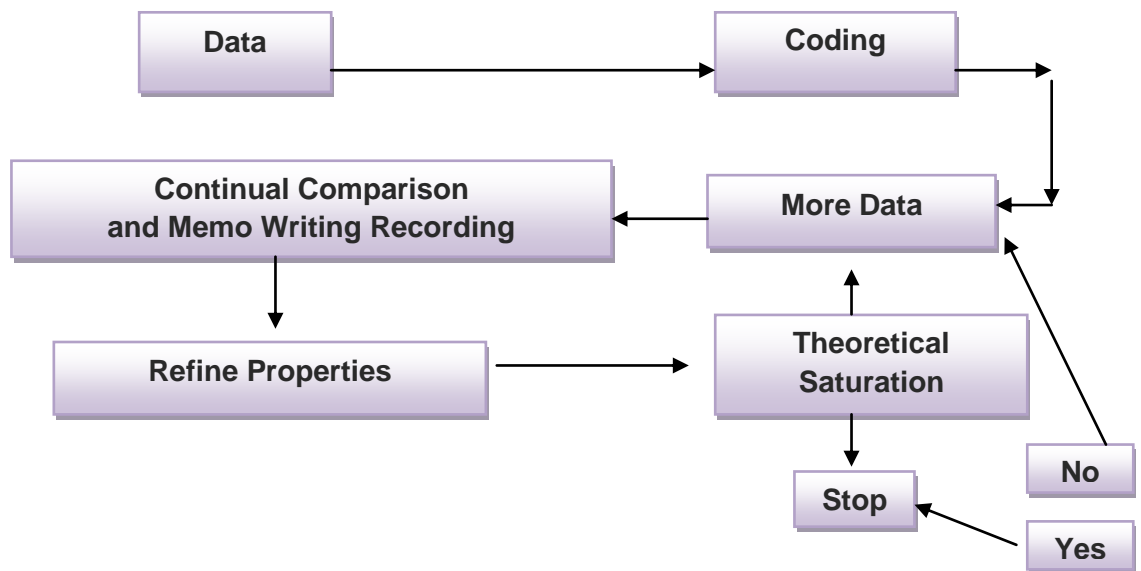 Data
Coding
Continual Comparison
and Memo Writing Recording
More Data
Refine Properties
Theoretical
Saturation
No
Stop
Yes